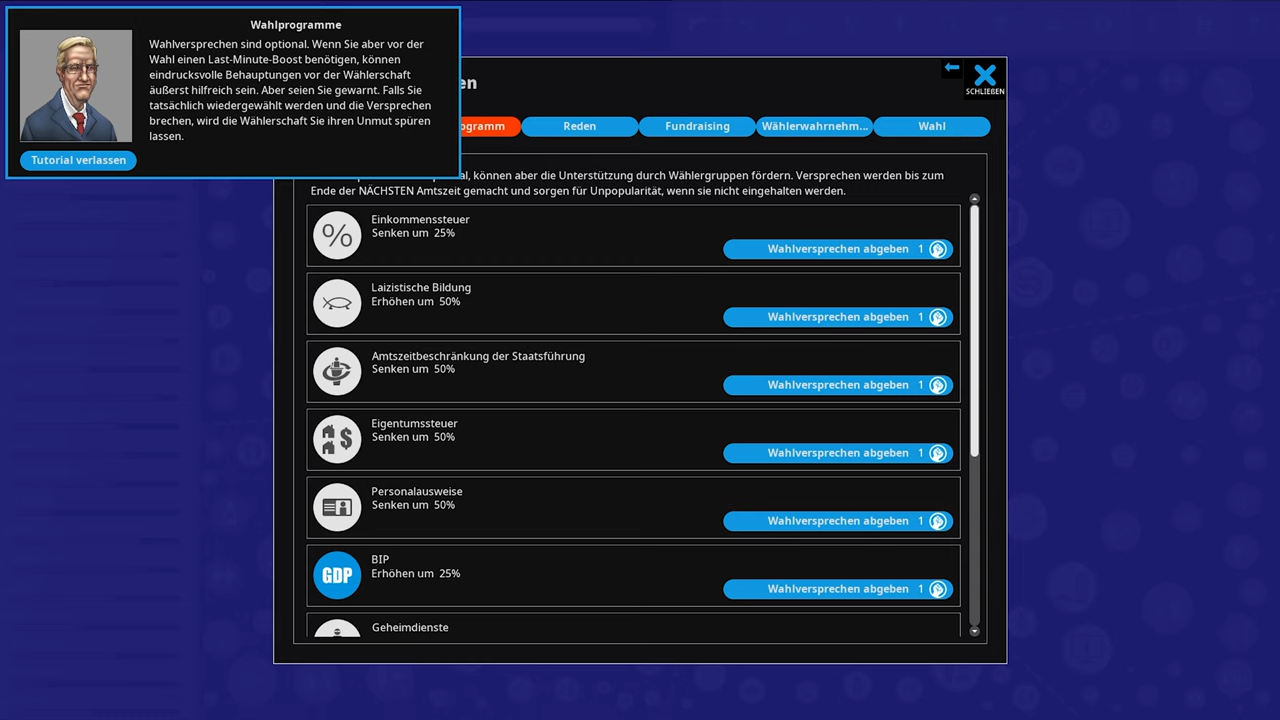 Wahlprogramme
Wahlversprechen sind optional. Wenn Sie aber vor der
Wahl einen Last-Minute-Boost benötigen, können
eindrucksvolle Behauptungen vor der Wählerschaft
äußerst hilfreich sein. Aber seien Sie gewarnt. Falls Sie
tatsächlich wiedergewählt werden und die Versprechen
brechen, wird die Wählerschaft Sie ihren Unmut spüren
lassen.
Tutorial verlassen
en
SCHLIEßEN
ogramm
Reden
Fundraising
Wählerwahrnehm...
Wahl
al, können aber die Unterstützung durch Wählergruppen fördern. Versprechen werden bis zum
Ende der NÄCHSTEN Amtszeit gemacht und sorgen für Unpopularität, wenn sie nicht eingehalten werden.
Einkommenssteuer
Senken um 25%
Wahlversprechen abgeben 1
Laizistische Bildung
Erhöhen um 50%
Wahlversprechen abgeben 1
Amtszeitbeschränkung der Staatsführung
Senken um 50%
Wahlversprechen abgeben 1
Eigentumssteuer
Senken um 50%
Wahlversprechen abgeben 1
Personalausweise
Senken um 50%
Wahlversprechen abgeben 1
GDP
BIP
Erhöhen um 25%
Wahlversprechen abgeben 1
Geheimdienste